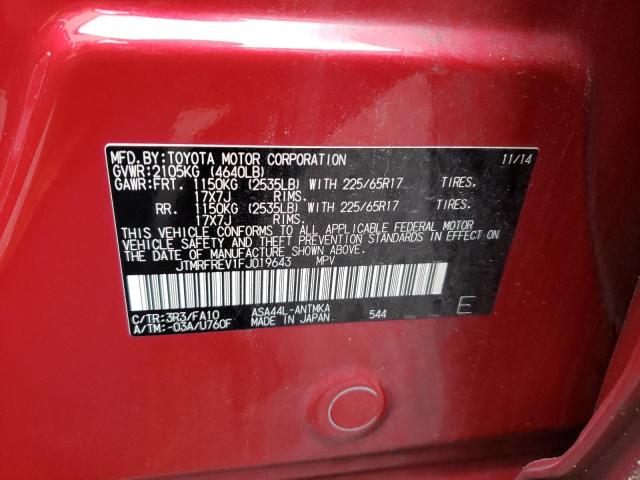 MFD.BY:TOYOTA MOTOR CORPORATION 11/14
GVWR:2105KG (4640LB)
GAWR:FRT. 1150KG (2535LB) WITH 225/65R17 TIRES.
17X7J RIMS.
RR. 1150KG (2535LB) WITH 225/65R17 TIRES.
17X7J RIMS.
THIS VEHICLE CONFORMS TO ALL APPLICABLE FEDERAL MOTOR
VEHICLE SAFETY AND THEFT PREVENTION STANDARDS IN EFFECT ON
THE DATE OF MANUFACTURE SHOWN ABOVE.
JTMRFREV1FJ019643 MPV
C/TR:3R3/FA10 ASA44L-ANTMKA 544 E
A/TM:-03A/U760F MADE IN JAPAN